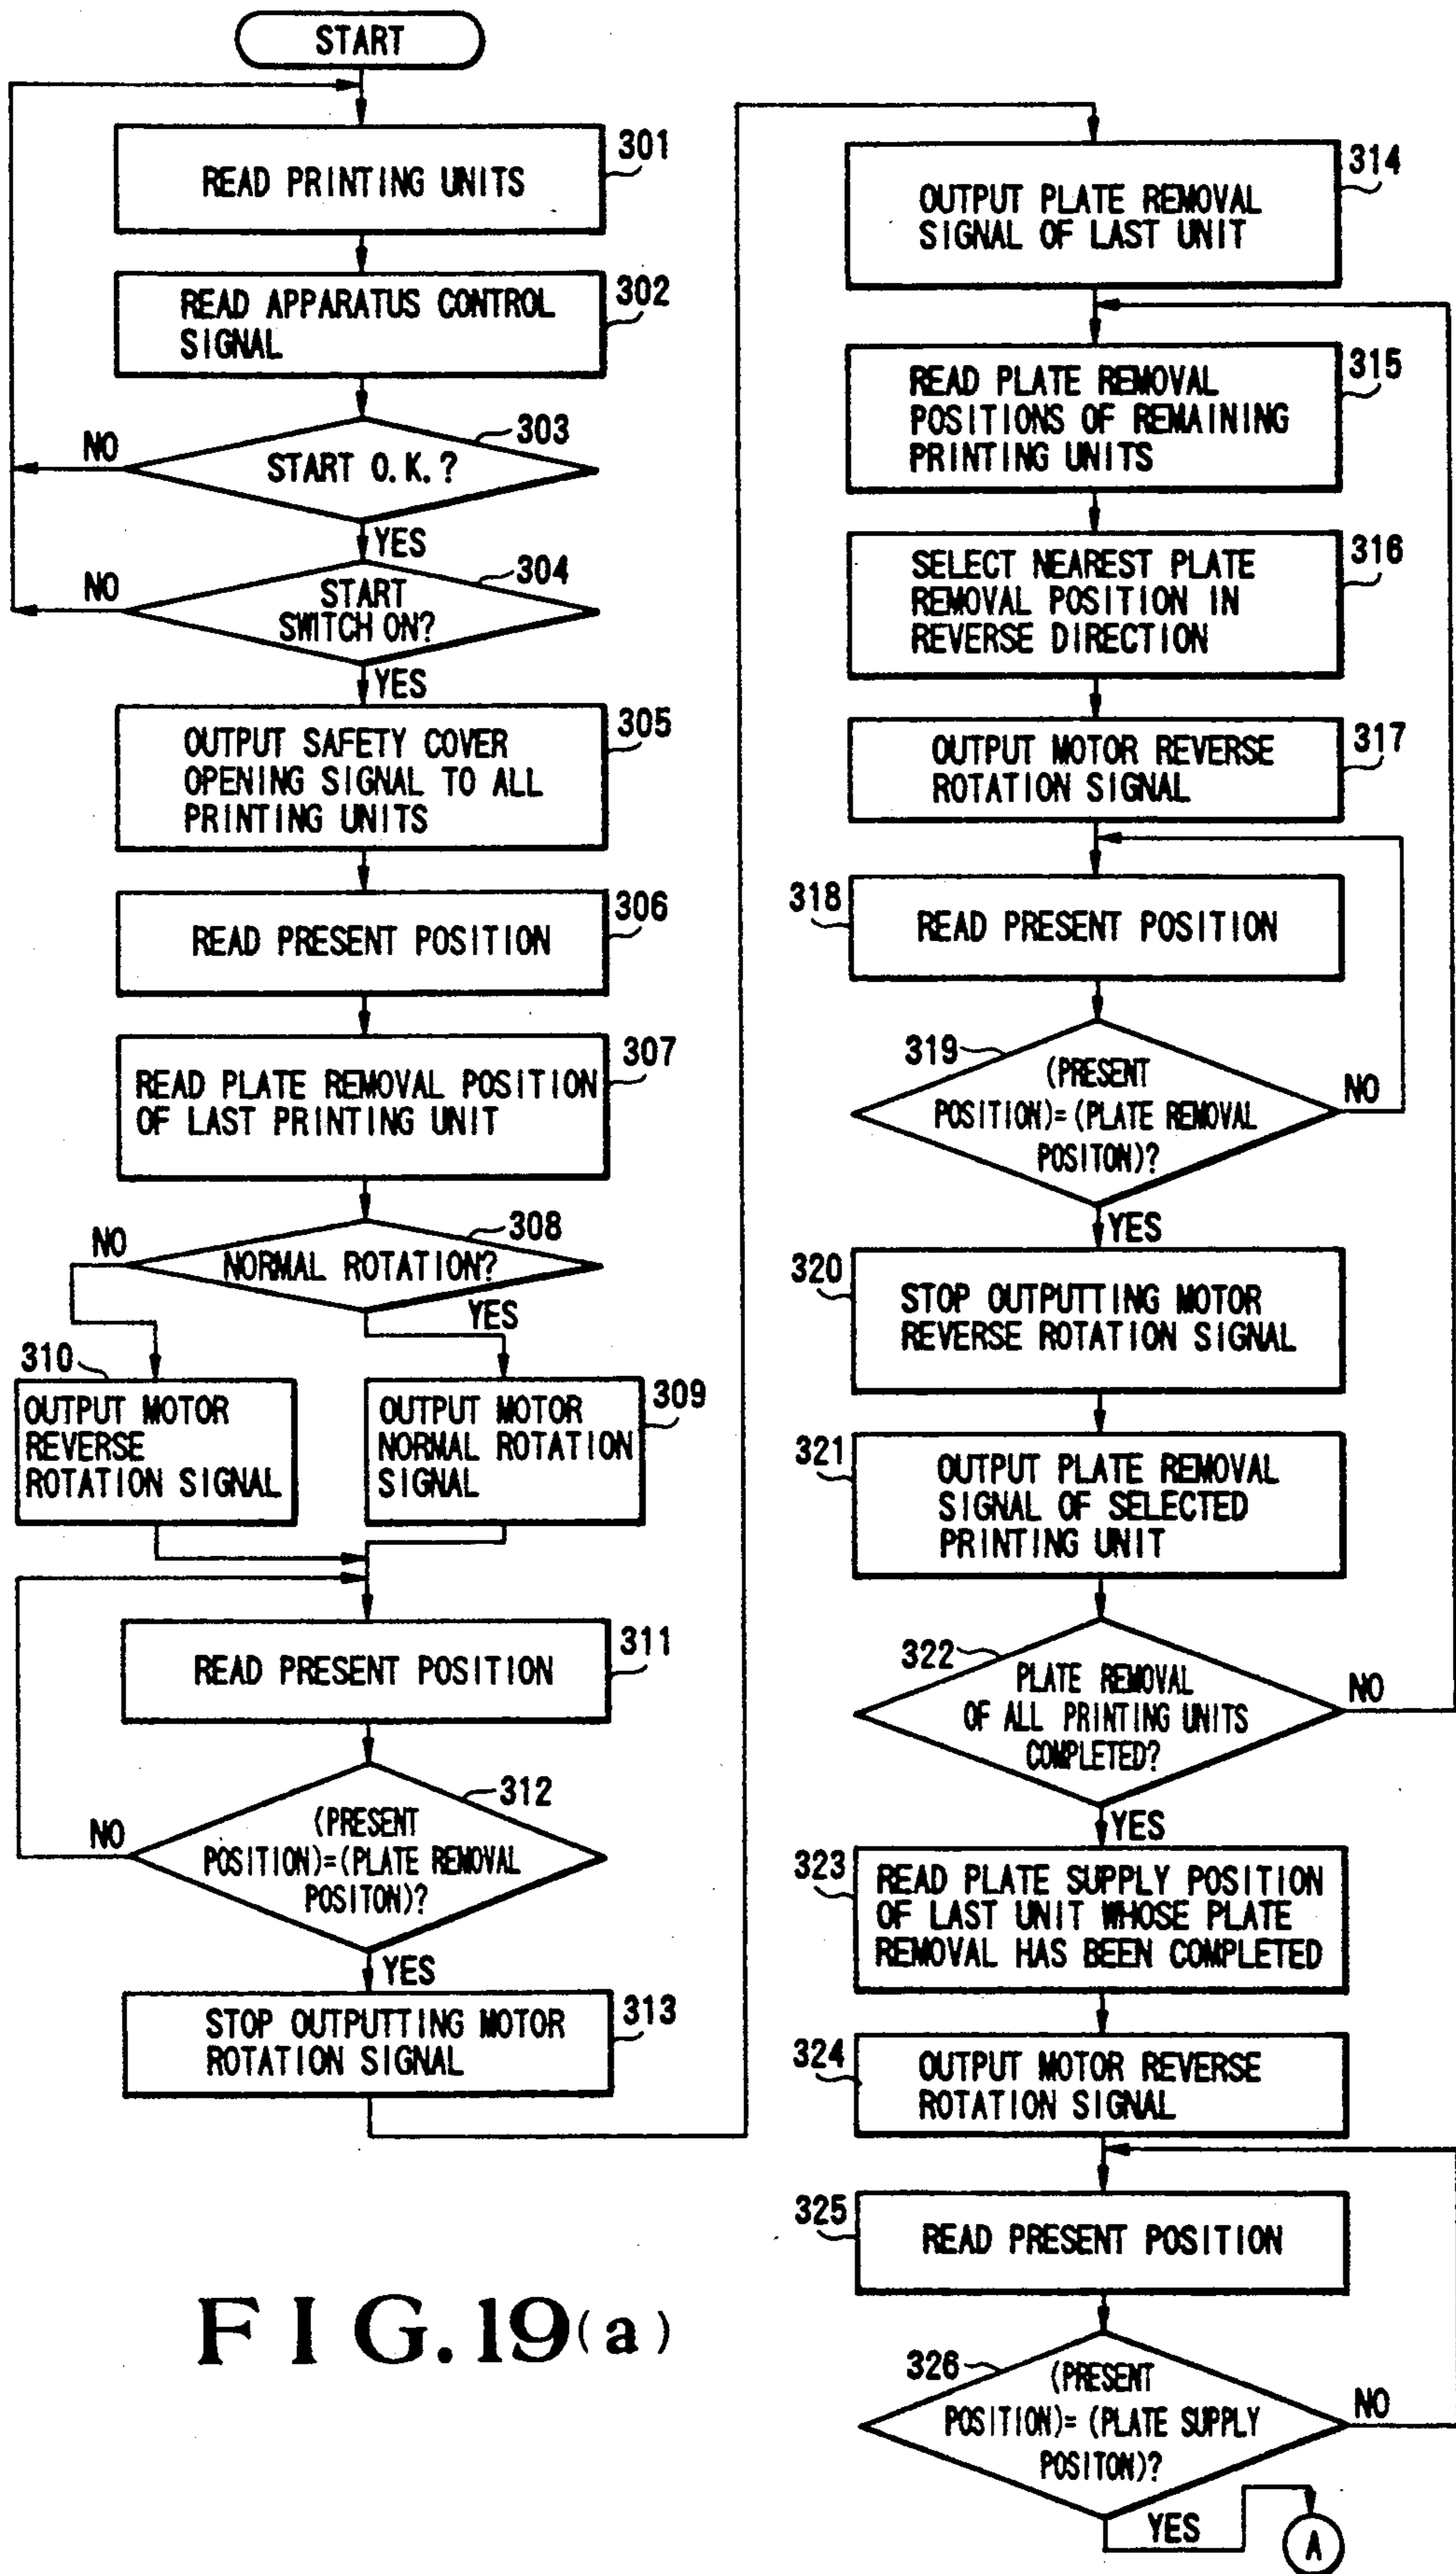 START
301
READ PRINTING UNITS
302
READ APPARATUS CONTROL
SIGNAL
303
START O. K. ?
NO
YES
304
START
SWITCH ON?
NO
YES
305
OUTPUT SAFETY COVER
OPENING SIGNAL TO ALL
PRINTING UNITS
306
READ PRESENT POSITION
307
READ PLATE REMOVAL POSITION
OF LAST PRINTING UNIT
308
NORMAL ROTATION?
NO
YES
310
OUTPUT MOTOR
REVERSE
ROTATION SIGNAL
309
OUTPUT MOTOR
NORMAL ROTATION
SIGNAL
311
READ PRESENT POSITION
312
(PRESENT
POSITION)=(PLATE REMOVAL
POSITON)?
NO
YES
313
STOP OUTPUTTING MOTOR
ROTATION SIGNAL
314
OUTPUT PLATE REMOVAL
SIGNAL OF LAST UNIT
315
READ PLATE REMOVAL
POSITIONS OF REMAINING
PRINTING UNITS
316
SELECT NEAREST PLATE
REMOVAL POSITION IN
REVERSE DIRECTION
317
OUTPUT MOTOR REVERSE
ROTATION SIGNAL
318
READ PRESENT POSITION
319
(PRESENT
POSITION)= (PLATE REMOVAL
POSITON)?
NO
YES
320
STOP OUTPUTTING MOTOR
REVERSE ROTATION SIGNAL
321
OUTPUT PLATE REMOVAL
SIGNAL OF SELECTED
PRINTING UNIT
322
PLATE REMOVAL
OF ALL PRINTING UNITS
COMPLETED?
NO
YES
323
READ PLATE SUPPLY POSITION
OF LAST UNIT WHOSE PLATE
REMOVAL HAS BEEN COMPLETED
324
OUTPUT MOTOR REVERSE
ROTATION SIGNAL
325
READ PRESENT POSITION
326
(PRESENT
POSITION)= (PLATE SUPPLY
POSITON)?
NO
YES
A
FIG.19(a)